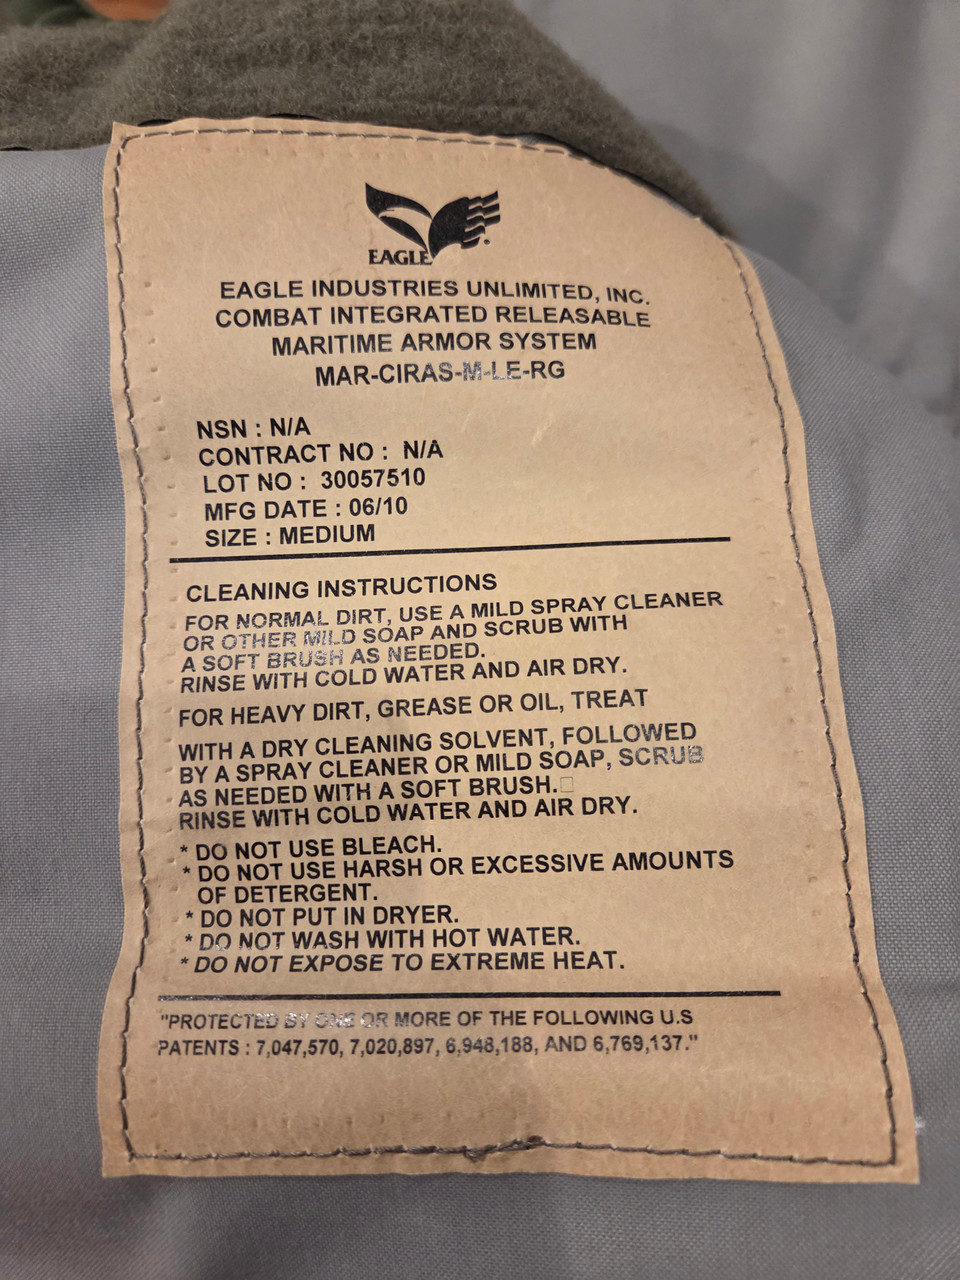 EAGLE
EAGLE INDUSTRIES UNLIMITED, INC.
COMBAT INTEGRATED RELEASABLE
MARITIME ARMOR SYSTEM
MAR-CIRAS-M-LE-RG
NSN : N/A
CONTRACT NO : N/A
LOT NO : 30057510
MFG DATE : 06/10
SIZE : MEDIUM
CLEANING INSTRUCTIONS
FOR NORMAL DIRT, USE A MILD SPRAY CLEANER
OR OTHER MILD SOAP AND SCRUB WITH
A SOFT BRUSH AS NEEDED.
RINSE WITH COLD WATER AND AIR DRY.
FOR HEAVY DIRT, GREASE OR OIL, TREAT
WITH A DRY CLEANING SOLVENT, FOLLOWED
BY A SPRAY CLEANER OR MILD SOAP, SCRUB
AS NEEDED WITH A SOFT BRUSH.□
RINSE WITH COLD WATER AND AIR DRY.
* DO NOT USE BLEACH.
* DO NOT USE HARSH OR EXCESSIVE AMOUNTS
OF DETERGENT.
* DO NOT PUT IN DRYER.
* DO NOT WASH WITH HOT WATER.
* DO NOT EXPOSE TO EXTREME HEAT.
"PROTECTED BY ONE OR MORE OF THE FOLLOWING U.S
PATENTS : 7,047,570, 7,020,897, 6,948,188, AND 6,769,137."